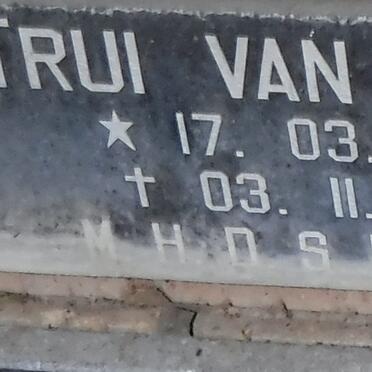 TRUI VAN
★ 17. 03.
✝ 03. 11.
M H D S